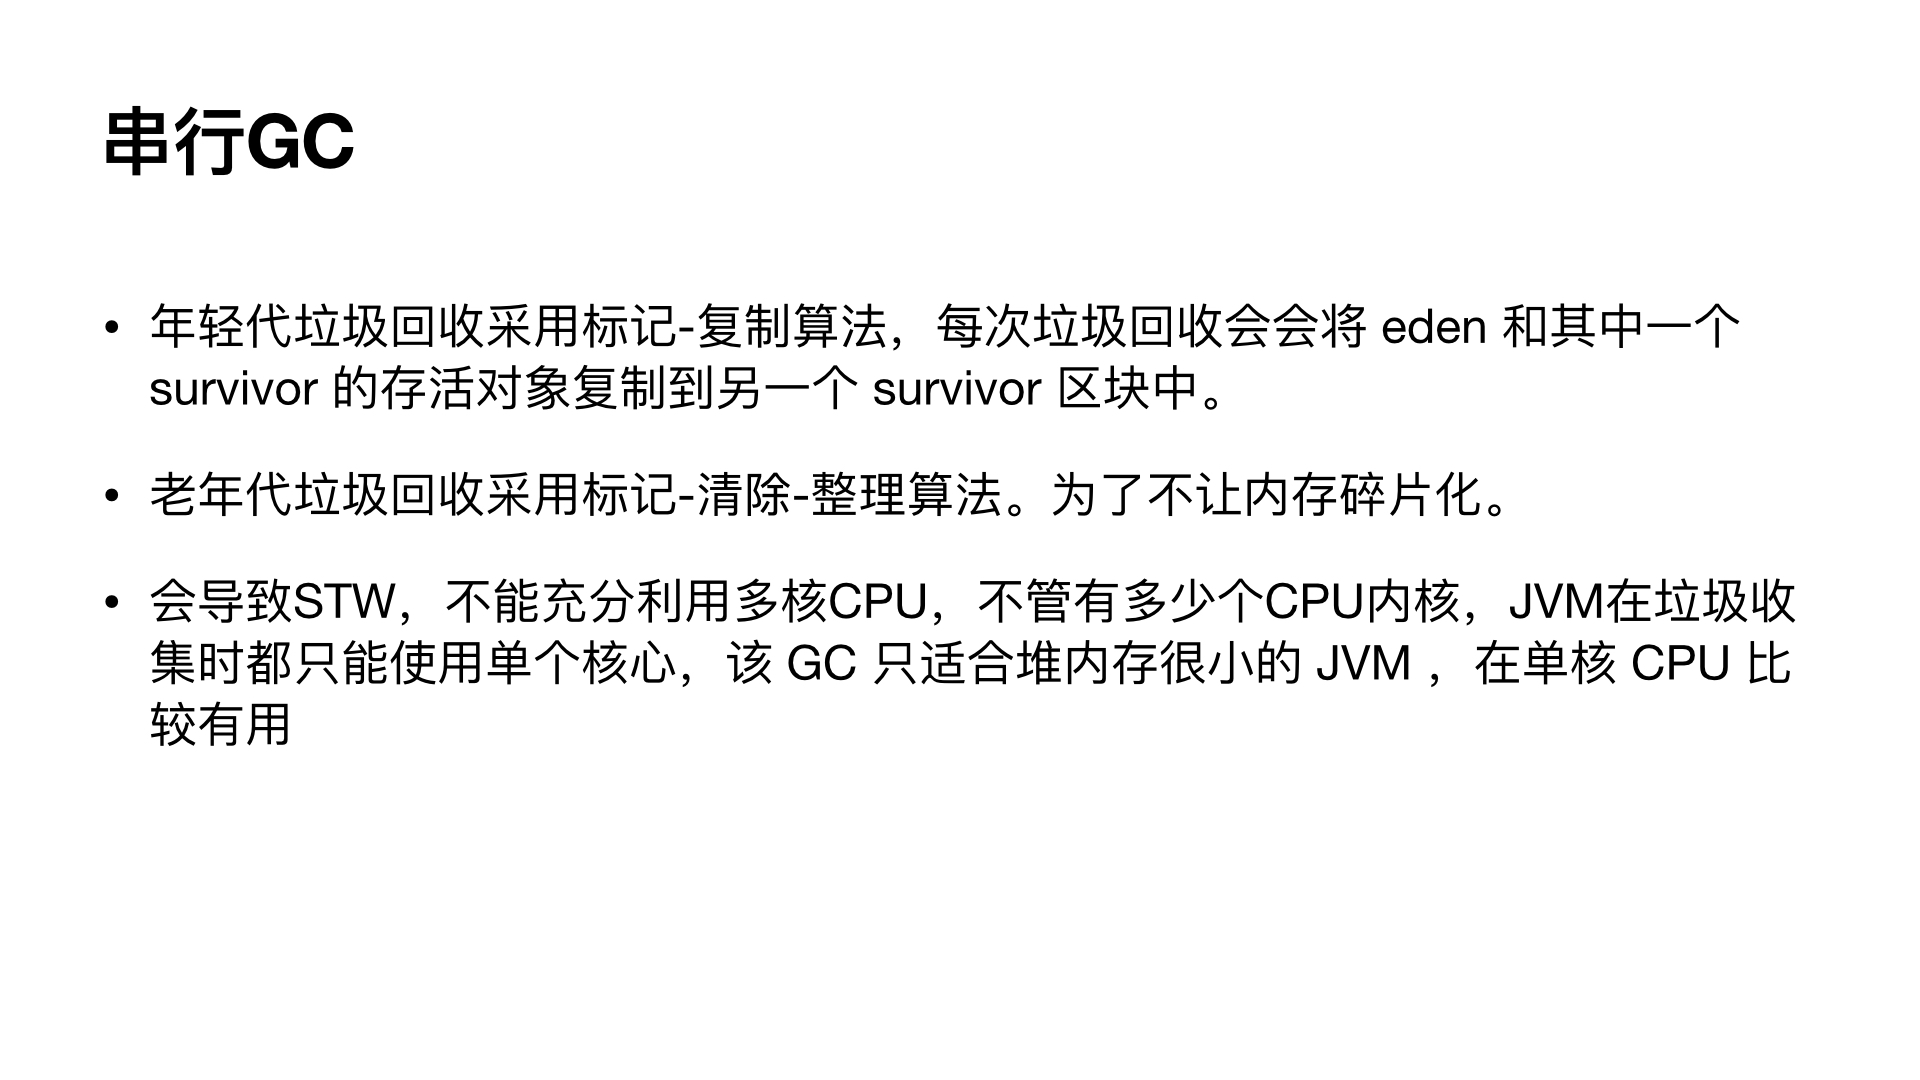 串行GC
• 年轻代垃圾回收采用标记-复制算法，每次垃圾回收会会将 eden 和其中一个
survivor 的存活对象复制到另一个 survivor 区块中。
• 老年代垃圾回收采用标记-清除-整理算法。为了不让内存碎片化。
• 会导致STW，不能充分利用多核CPU，不管有多少个CPU内核，JVM在垃圾收
集时都只能使用单个核心，该 GC 只适合堆内存很小的 JVM ，在单核 CPU 比
较有用